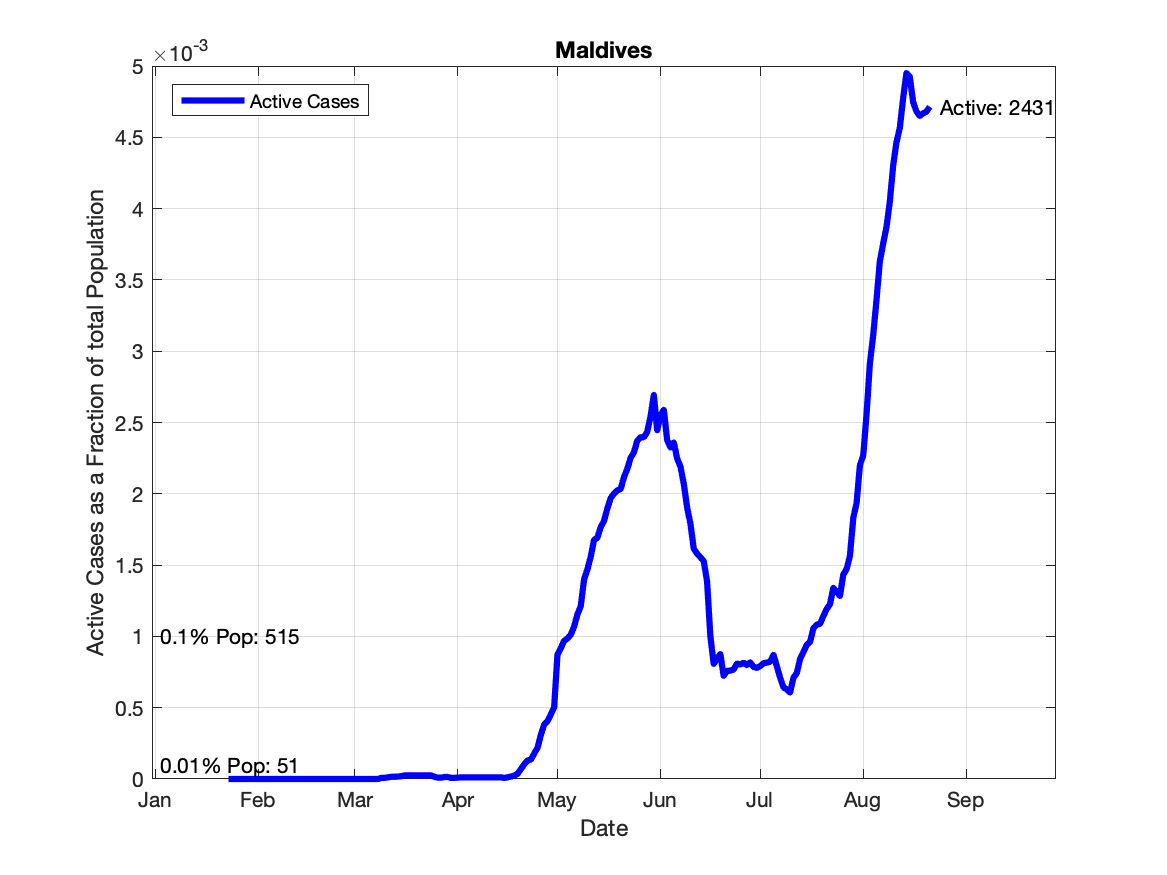 Maldives
×10⁻³
5
4.5
4
3.5
3
2.5
2
1.5
1
0.5
0
Active Cases as a Fraction of total Population
Active Cases
Active: 2431
0.1% Pop: 515
0.01% Pop: 51
Jan Feb Mar Apr May Jun Jul Aug Sep
Date